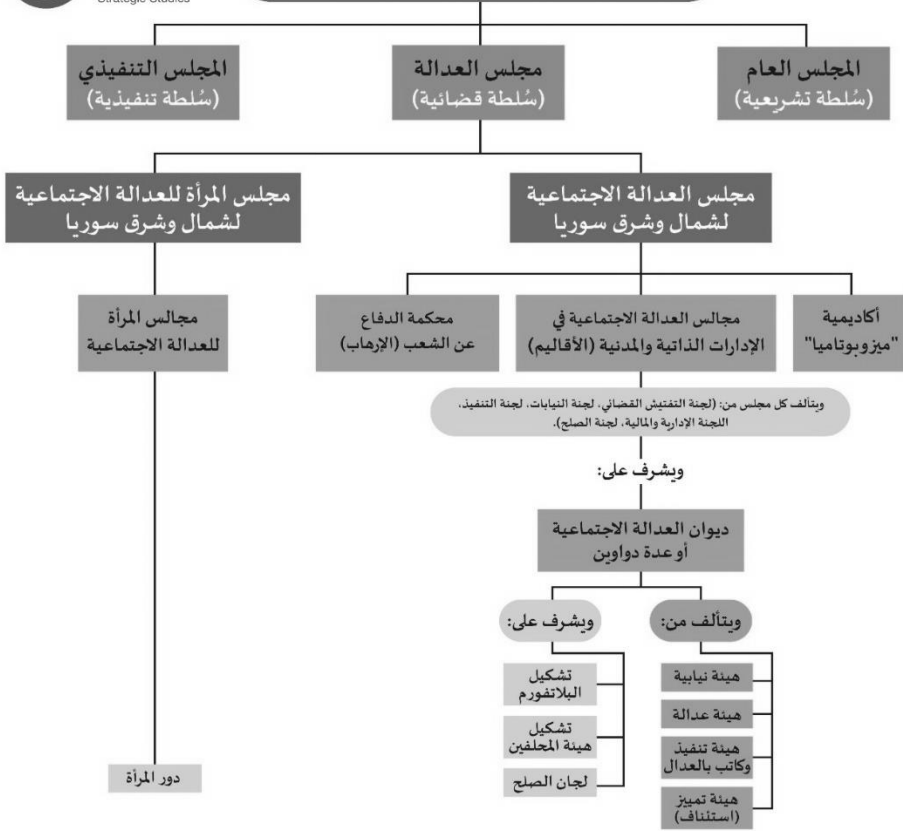 Strategic Studies
المجلس العام
(سُلطة تشريعية)
مجلس العدالة
(سُلطة قضائية)
المجلس التنفيذي
(سُلطة تنفيذية)
مجلس العدالة الاجتماعية
لشمال وشرق سوريا
مجلس المرأة للعدالة الاجتماعية
لشمال وشرق سوريا
أكاديمية
"ميزوبوتاميا"
مجالس العدالة الاجتماعية في
الإدارات الذاتية والمدنية (الأقاليم)
محكمة الدفاع
عن الشعب (الإرهاب)
مجالس المرأة
للعدالة الاجتماعية
ويتألف كل مجلس من: (لجنة التفتيش القضائي، لجنة النيابات، لجنة التنفيذ،
اللجنة الإدارية والمالية، لجنة الصلح).
ويشرف على:
ديوان العدالة الاجتماعية
أو عدة دواوين
ويتألف من:
هيئة نيابية
هيئة عدالة
هيئة تنفيذ
وكاتب بالعدال
هيئة تمييز
(استئناف)
ويشرف على:
تشكيل
البلاتفورم
تشكيل
هيئة المحلفين
لجان الصلح
دور المرأة